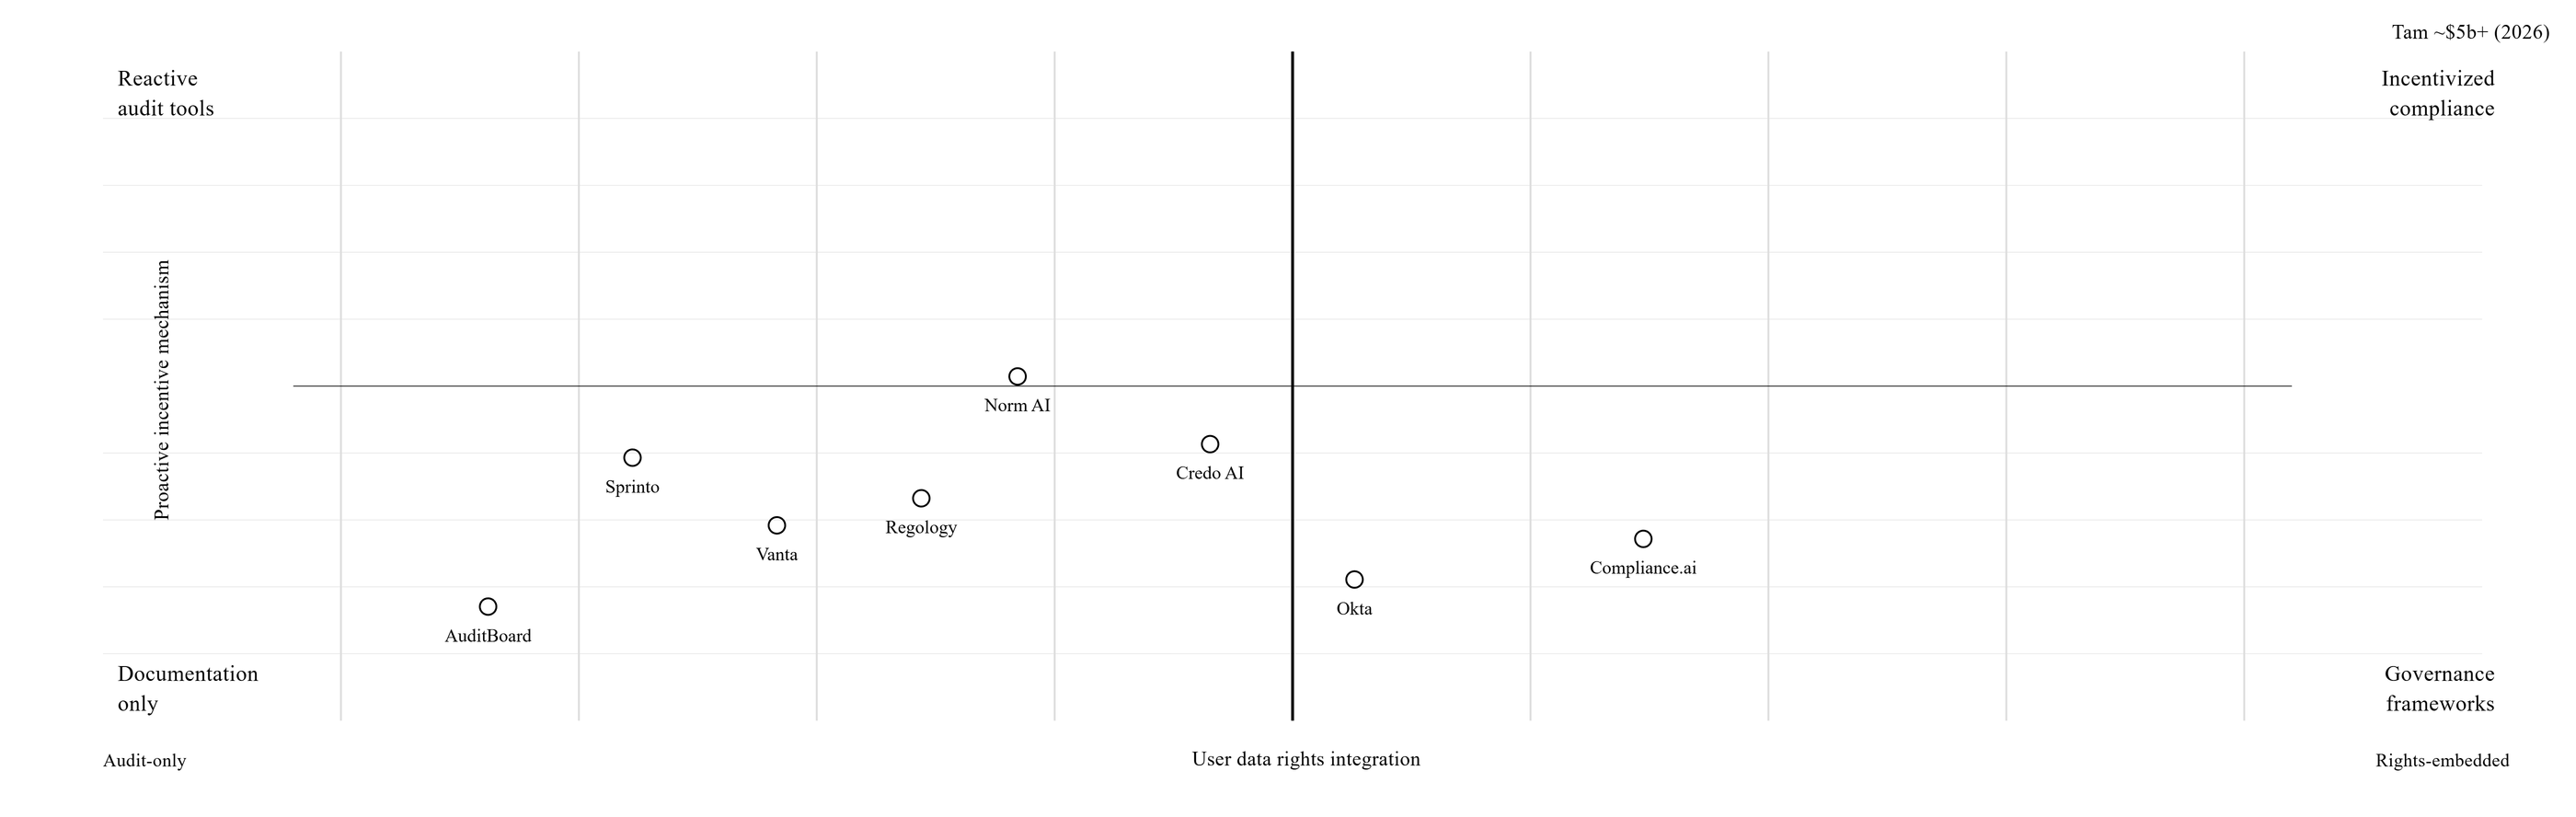 Tam ~$5b+ (2026)
Reactive
audit tools
Incentivized
compliance
Proactive incentive mechanism
Norm AI
Credo AI
Sprinto
Regology
Vanta
Compliance.ai
Okta
AuditBoard
Documentation
only
Governance
frameworks
Audit-only
User data rights integration
Rights-embedded